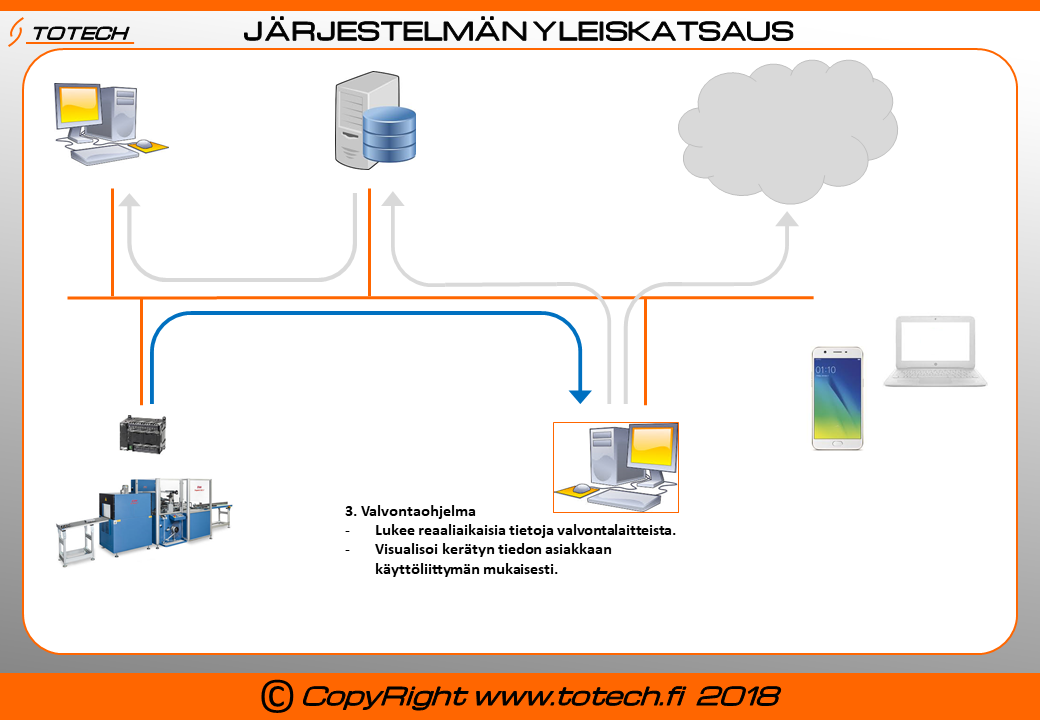 TOTECH
JÄRJESTELMÄN YLEISKATSAUS
01:10
3. Valvontaohjelma
- Lukee reaaliaikaisia tietoja valvontalaitteista.
- Visualisoi kerätyn tiedon asiakkaan
käyttöliittymän mukaisesti.
© CopyRight www.totech.fi 2018